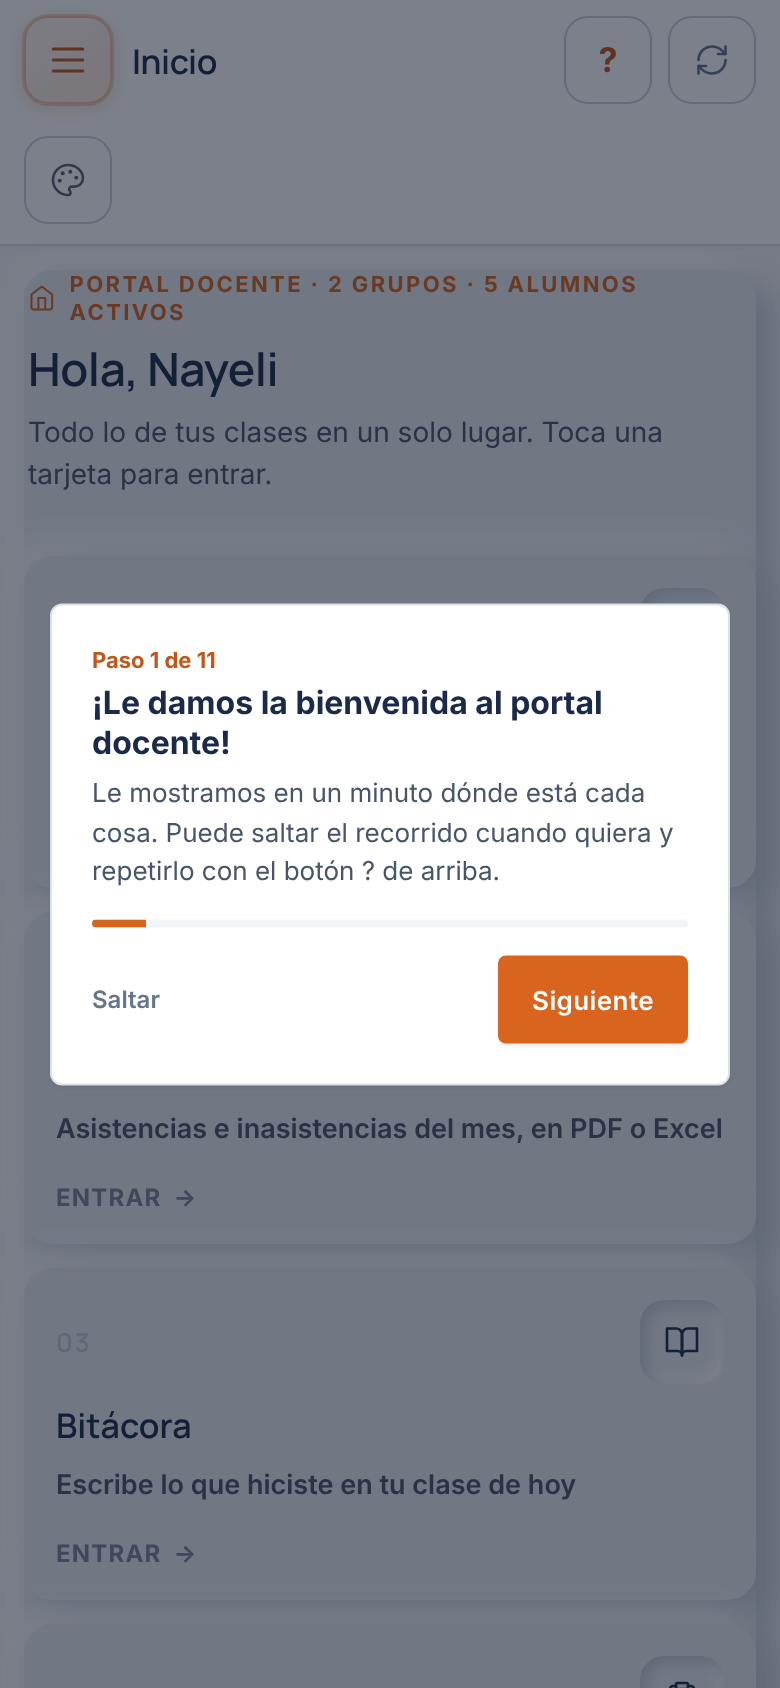 Inicio
?
PORTAL DOCENTE · 2 GRUPOS · 5 ALUMNOS
ACTIVOS
Hola, Nayeli
Todo lo de tus clases en un solo lugar. Toca una
tarjeta para entrar.
Paso 1 de 11
¡Le damos la bienvenida al portal
docente!
Le mostramos en un minuto dónde está cada
cosa. Puede saltar el recorrido cuando quiera y
repetirlo con el botón ? de arriba.
Saltar
Siguiente
Asistencias e inasistencias del mes, en PDF o Excel
ENTRAR →
03
Bitácora
Escribe lo que hiciste en tu clase de hoy
ENTRAR →